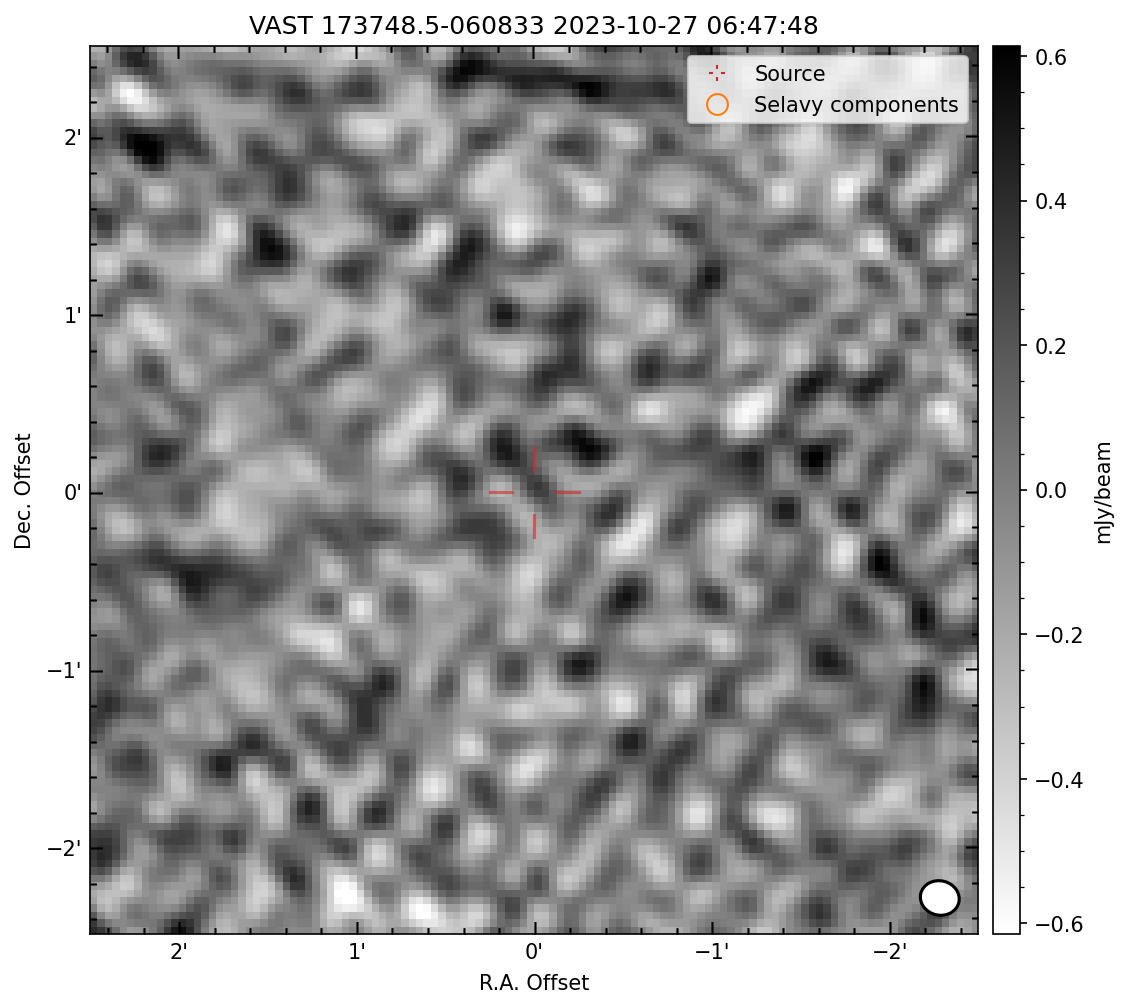 VAST 173748.5-060833 2023-10-27 06:47:48
Source
Selavy components
2'
1'
0'
−1'
−2'
Dec. Offset
2'
1'
0'
−1'
−2'
R.A. Offset
0.6
0.4
0.2
0.0
−0.2
−0.4
−0.6
mJy/beam